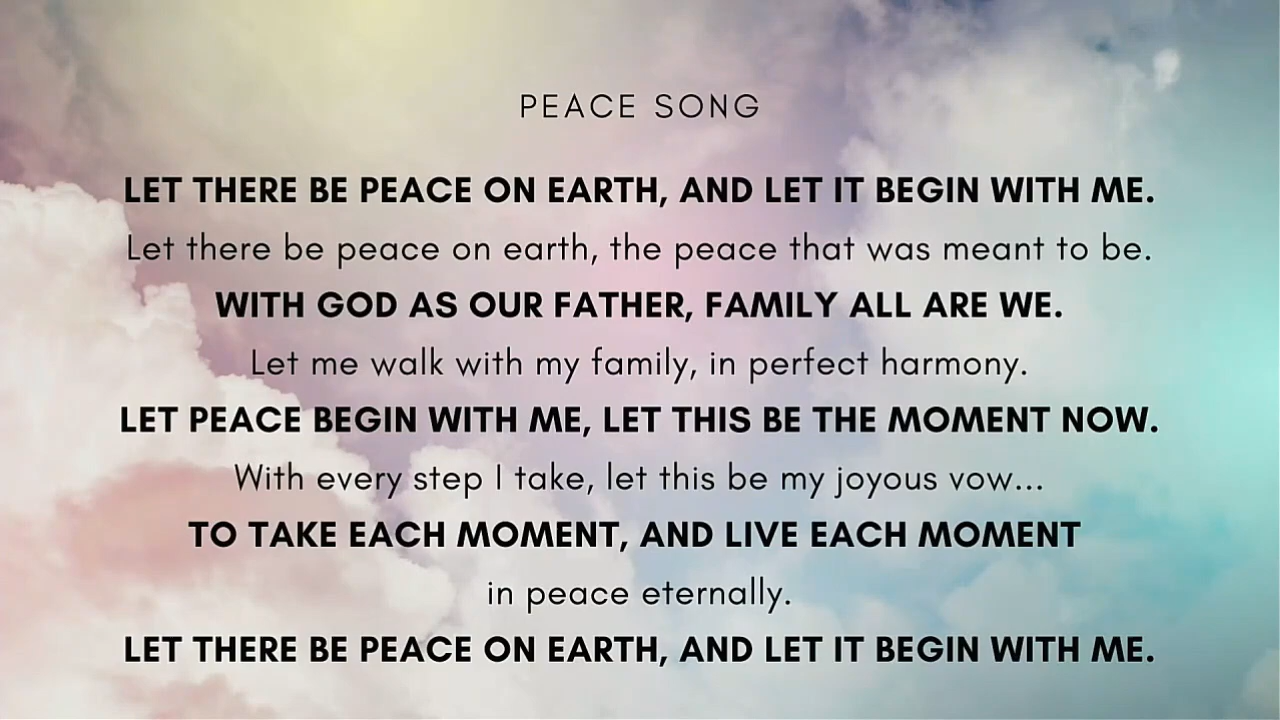 PEACE SONG
LET THERE BE PEACE ON EARTH, AND LET IT BEGIN WITH ME.
Let there be peace on earth, the peace that was meant to be.
WITH GOD AS OUR FATHER, FAMILY ALL ARE WE.
Let me walk with my family, in perfect harmony.
LET PEACE BEGIN WITH ME, LET THIS BE THE MOMENT NOW.
With every step I take, let this be my joyous vow...
TO TAKE EACH MOMENT, AND LIVE EACH MOMENT
in peace eternally.
LET THERE BE PEACE ON EARTH, AND LET IT BEGIN WITH ME.